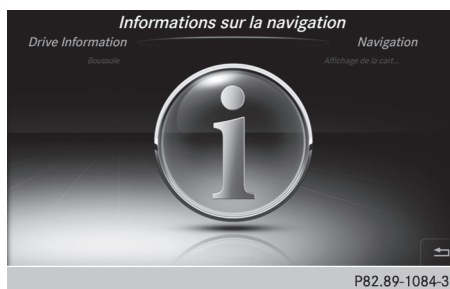 Informations sur la navigation
Drive Information Navigation
Boussole Affichage de la cart...
P82.89-1084-3